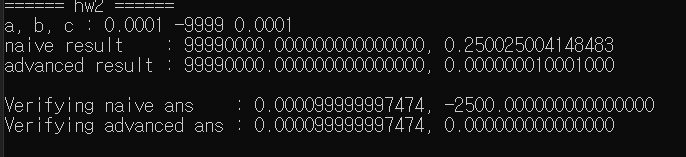 ====== hw2 ======
a, b, c : 0.0001 -9999 0.0001
naive result    : 99990000.000000000000000, 0.250025004148483
advanced result : 99990000.000000000000000, 0.000000010001000
Verifying naive ans    : 0.000099999997474, -2500.000000000000000
Verifying advanced ans : 0.000099999997474, 0.000000000000000